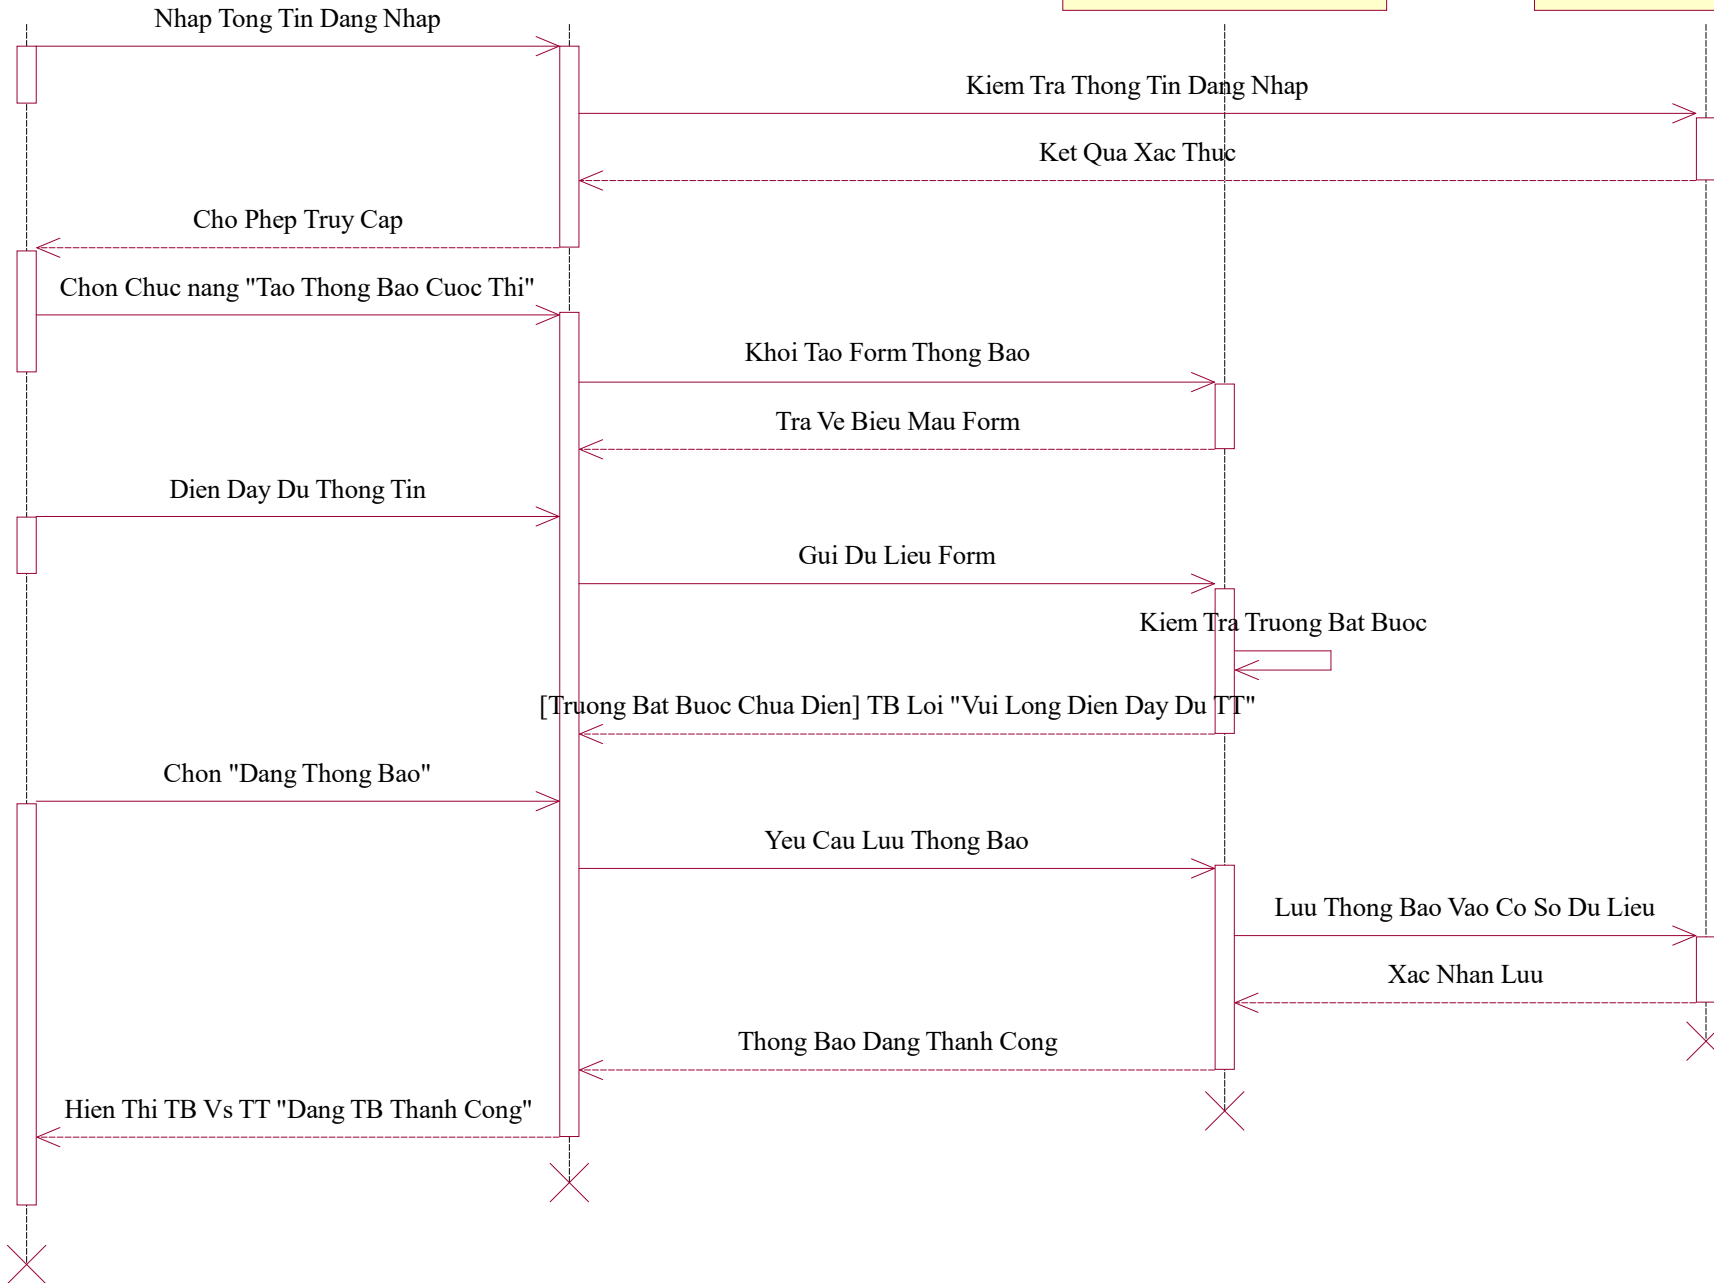 Nhap Tong Tin Dang Nhap
Kiem Tra Thong Tin Dang Nhap
Ket Qua Xac Thuc
Cho Phep Truy Cap
Chon Chuc nang "Tao Thong Bao Cuoc Thi"
Khoi Tao Form Thong Bao
Tra Ve Bieu Mau Form
Dien Day Du Thong Tin
Gui Du Lieu Form
Kiem Tra Truong Bat Buoc
[Truong Bat Buoc Chua Dien] TB Loi "Vui Long Dien Day Du TT"
Chon "Dang Thong Bao"
Yeu Cau Luu Thong Bao
Luu Thong Bao Vao Co So Du Lieu
Xac Nhan Luu
Thong Bao Dang Thanh Cong
Hien Thi TB Vs TT "Dang TB Thanh Cong"